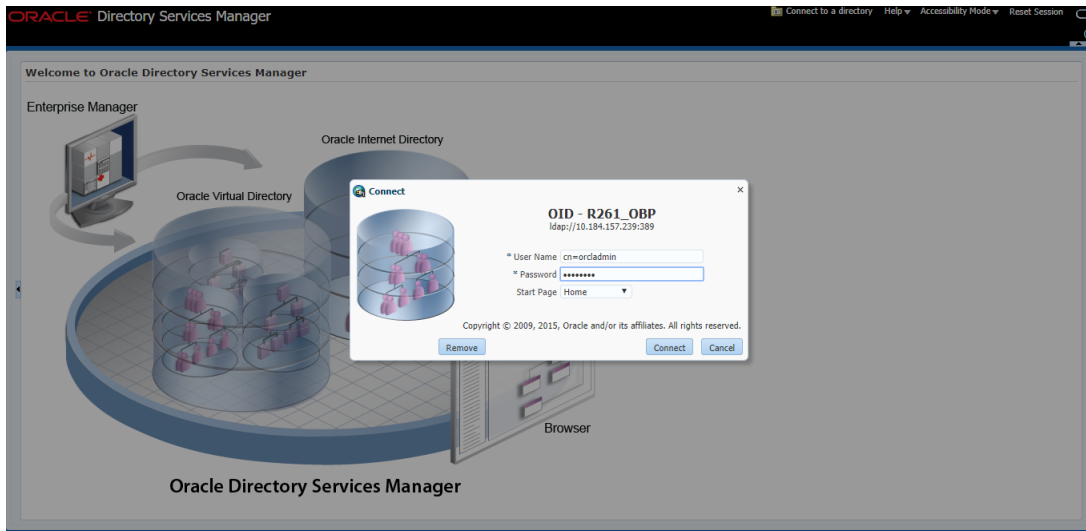 ORACLE Directory Services Manager
Connect to a directory Help Accessibility Mode Reset Session
Welcome to Oracle Directory Services Manager
Enterprise Manager
Oracle Internet Directory
Oracle Virtual Directory
Connect
OID - R261_OBP
ldap://10.184.157.239:389
* User Name cn=orcladmin
* Password ••••••••
Start Page Home
Copyright © 2009, 2015, Oracle and/or its affiliates. All rights reserved.
Remove Connect Cancel
Browser
Oracle Directory Services Manager